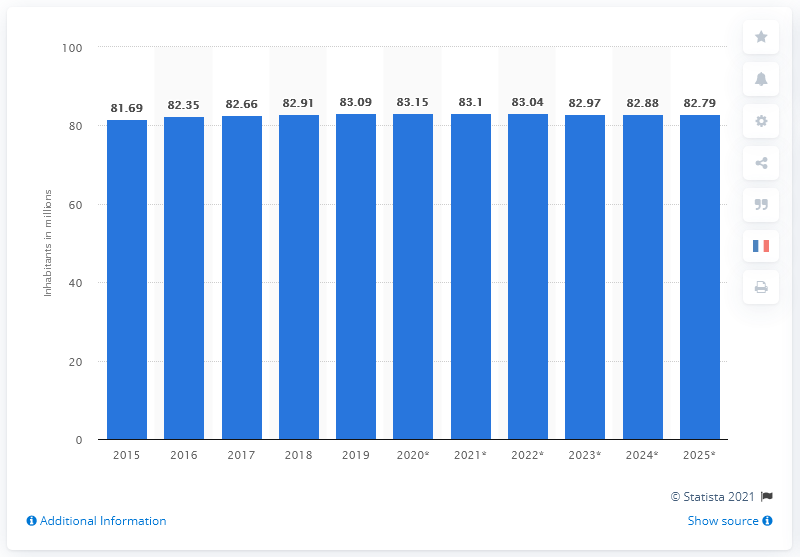 100
80
60
40
20
0
Inhabitants in millions
81.69 82.35 82.66 82.91 83.09 83.15 83.1 83.04 82.97 82.88 82.79
2015 2016 2017 2018 2019 2020* 2021* 2022* 2023* 2024* 2025*
© Statista 2021
Additional Information
Show source